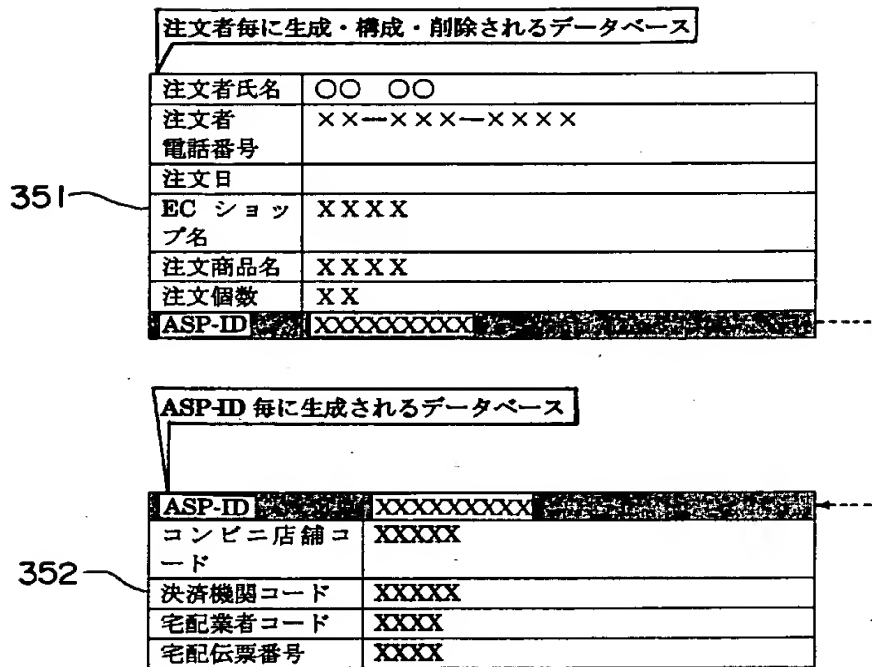 注文者毎に生成・構成・削除されるデータベース
注文者氏名 ○○ ○○
注文者 ××―×××―××××
電話番号
注文日
351
EC ショッ XXXX
プ名
注文商品名 XXXX
注文個数 XX
ASP-ID XXXXXXXXX
ASP-ID 毎に生成されるデータベース
ASP-ID XXXXXXXXX
コンビニ店舗コ XXXXX
ード
352
決済機関コード XXXXX
宅配業者コード XXXX
宅配伝票番号 XXXX